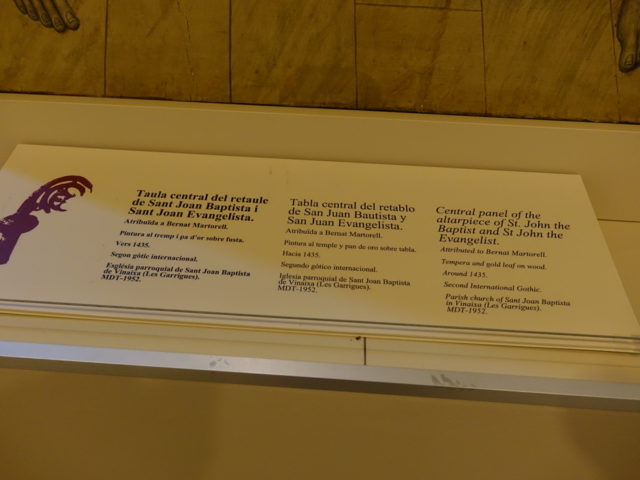 Taula central del retaule
de Sant Joan Baptista i
Sant Joan Evangelista.
Atribuïda a Bernat Martorell.
Pintura al tremp i pa d'or sobre fusta.
Vers 1435.
Segon gòtic internacional.
Església parroquial de Sant Joan Baptista
de Vinaixa (Les Garrigues).
MDT-1952.
Tabla central del retablo
de San Juan Bautista y
San Juan Evangelista.
Atribuida a Bernat Martorell.
Pintura al temple y pan de oro sobre tabla.
Hacia 1435.
Segundo gótico internacional.
Iglesia parroquial de Sant Joan Baptista
de Vinaixa (Les Garrigues).
MDT-1952.
Central panel of the
altarpiece of St. John the
Baptist and St John the
Evangelist.
Attributed to Bernat Martorell.
Tempera and gold leaf on wood.
Around 1435.
Second International Gothic.
Parish church of Sant Joan Baptista
in Vinaixa (Les Garrigues).
MDT-1952.